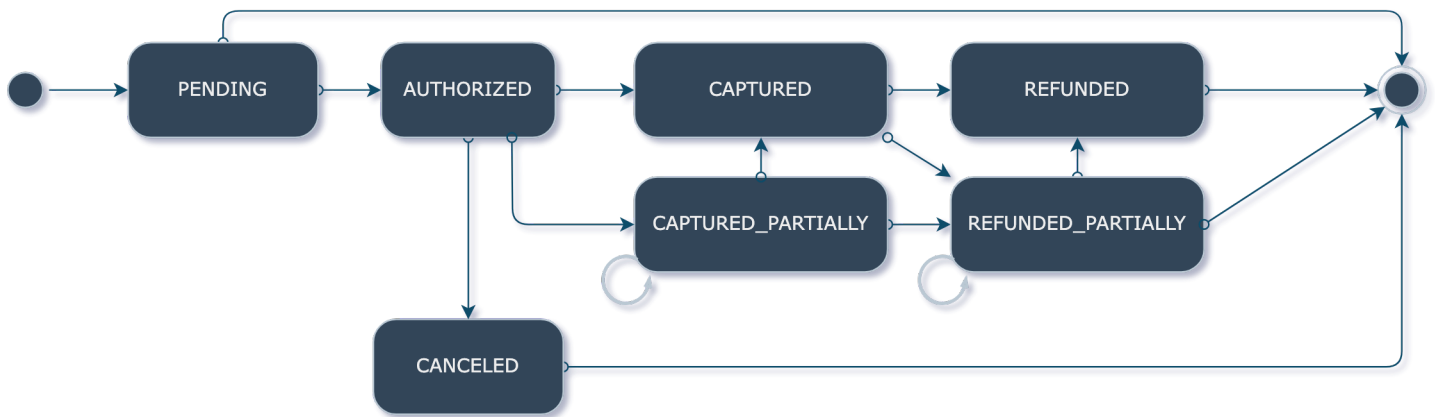 PENDING
AUTHORIZED
CAPTURED
REFUNDED
CAPTURED_PARTIALLY
REFUNDED_PARTIALLY
CANCELED